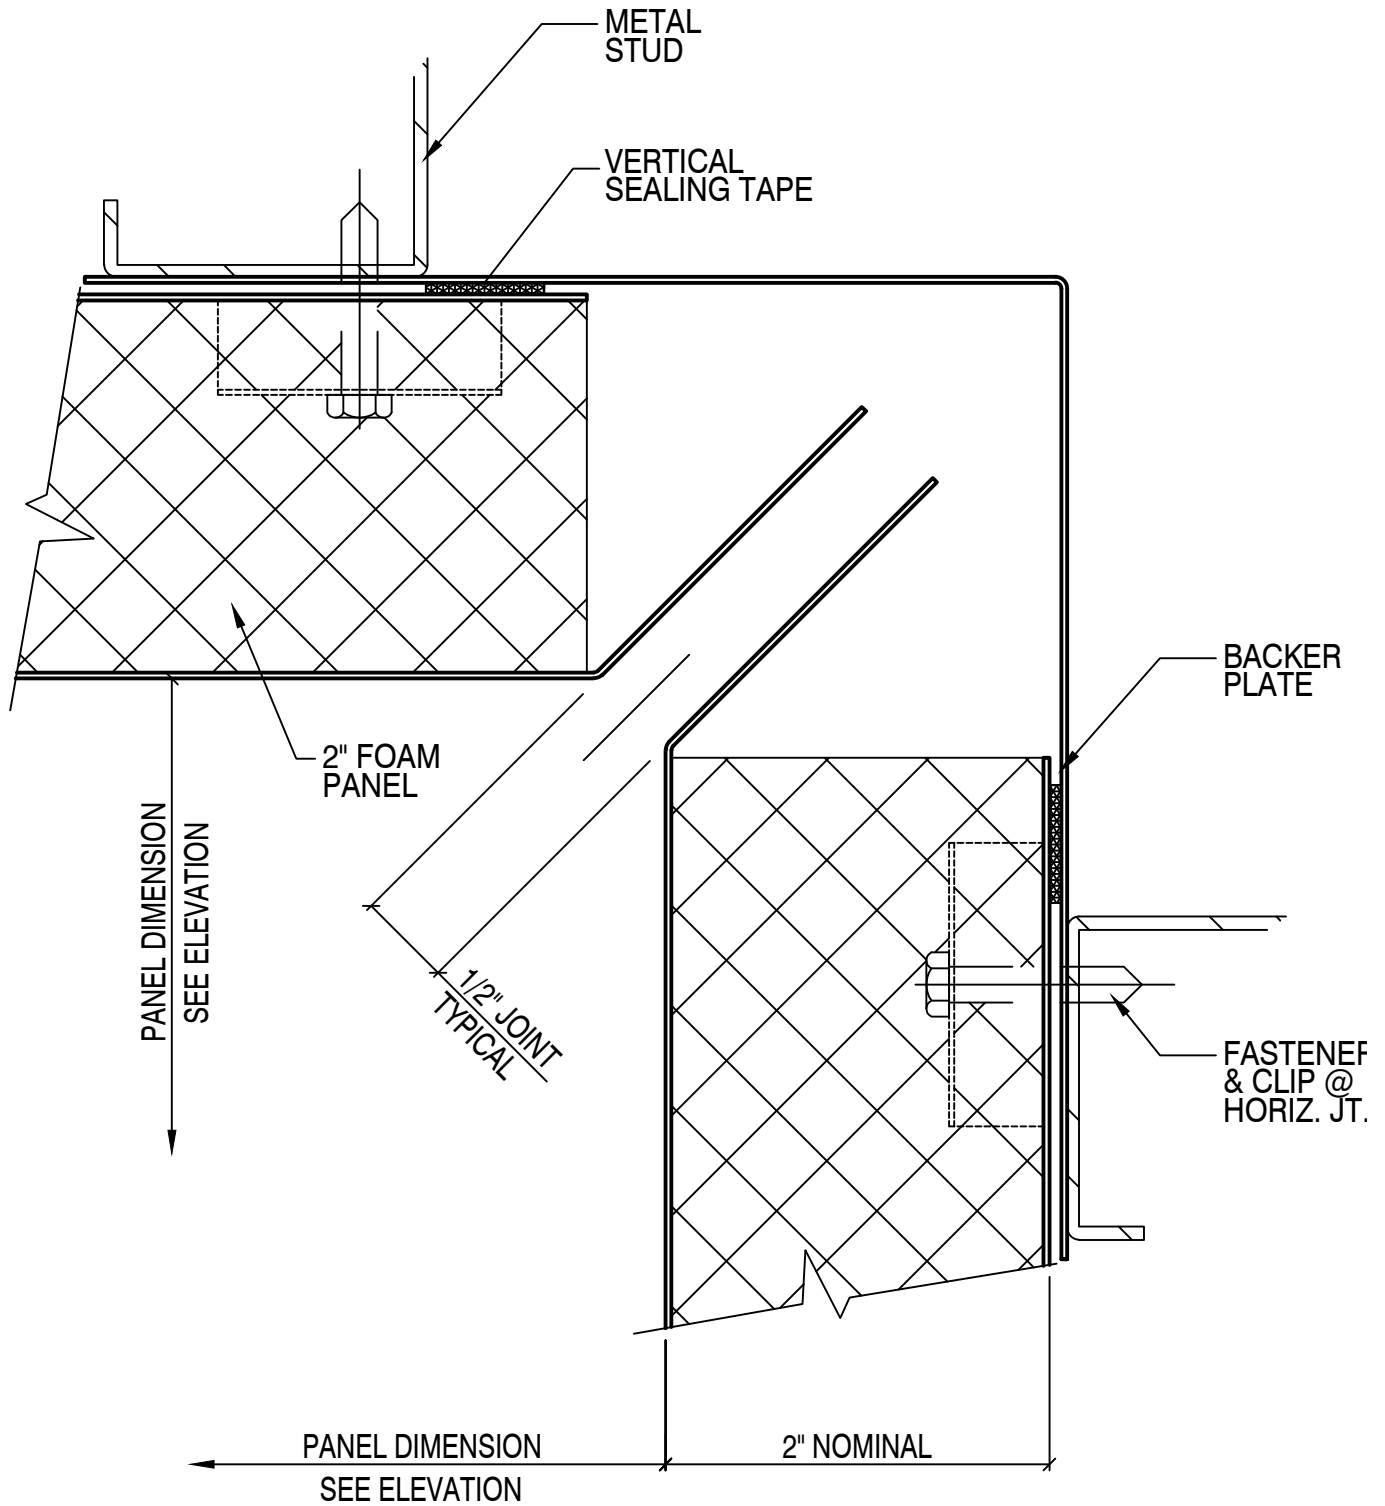 METAL
STUD
VERTICAL
SEALING TAPE
BACKER
PLATE
2" FOAM
PANEL
PANEL DIMENSION
SEE ELEVATION
1/2" JOINT
TYPICAL
FASTENER
& CLIP @
HORIZ. JT.
PANEL DIMENSION
SEE ELEVATION
2" NOMINAL